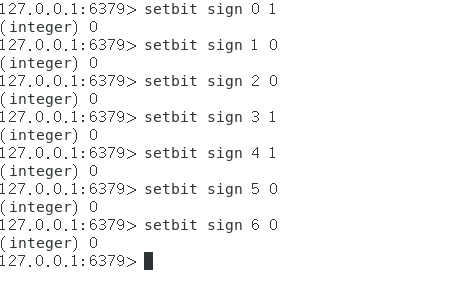 127.0.0.1:6379> setbit sign 0 1
(integer) 0
127.0.0.1:6379> setbit sign 1 0
(integer) 0
127.0.0.1:6379> setbit sign 2 0
(integer) 0
127.0.0.1:6379> setbit sign 3 1
(integer) 0
127.0.0.1:6379> setbit sign 4 1
(integer) 0
127.0.0.1:6379> setbit sign 5 0
(integer) 0
127.0.0.1:6379> setbit sign 6 0
(integer) 0
127.0.0.1:6379>